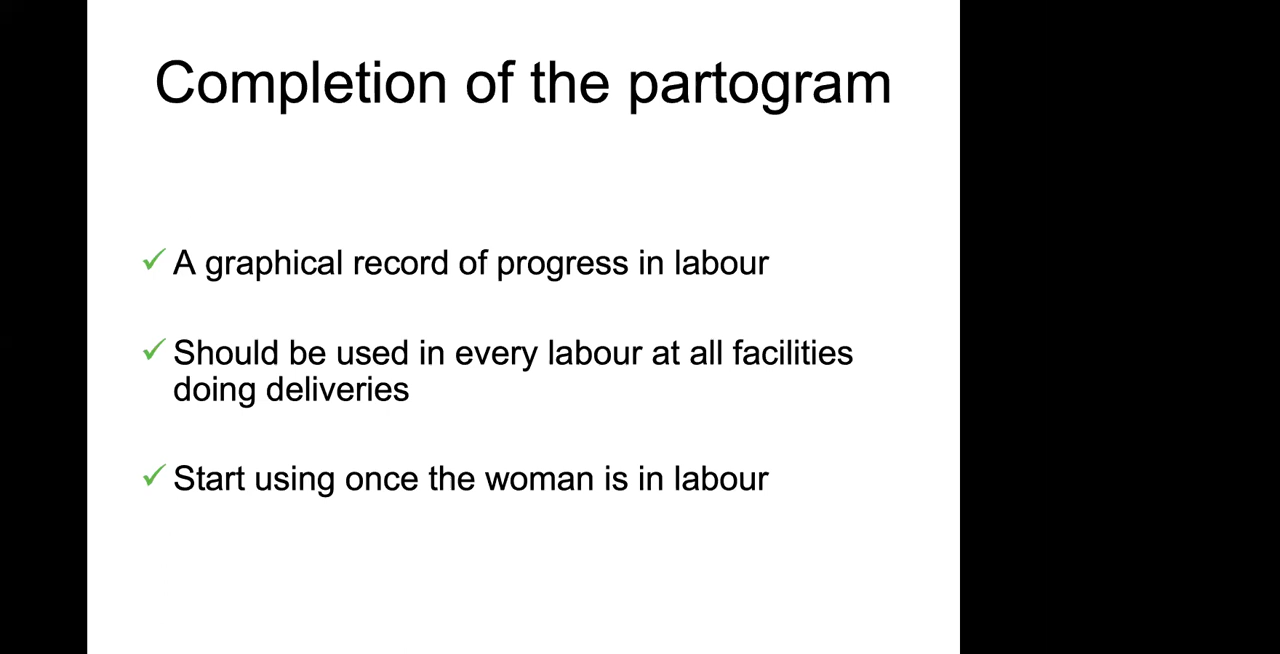 Completion of the partogram
✓ A graphical record of progress in labour
✓ Should be used in every labour at all facilities
doing deliveries
✓ Start using once the woman is in labour